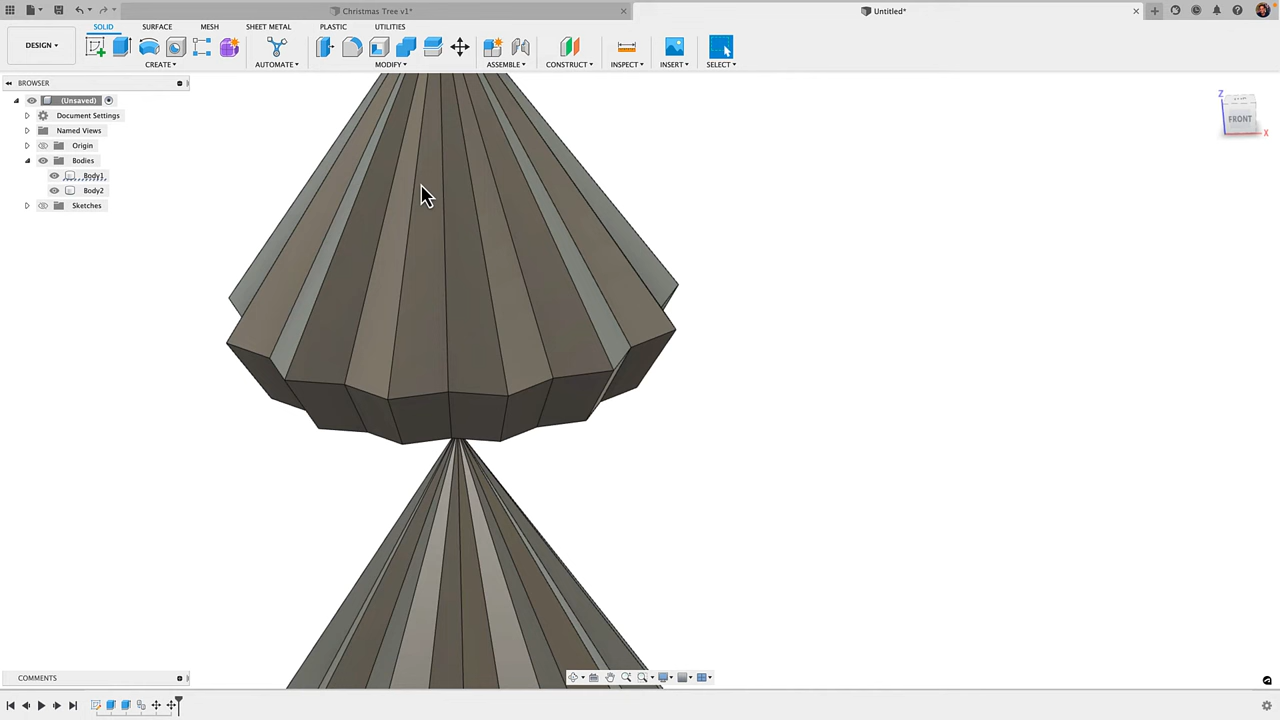 Christmas Tree v1*
Untitled*
DESIGN
SOLID SURFACE MESH SHEET METAL PLASTIC UTILITIES
CREATE AUTOMATE MODIFY ASSEMBLE CONSTRUCT INSPECT INSERT SELECT
BROWSER
(Unsaved)
Document Settings
Named Views
Origin
Bodies
Body1
Body2
Sketches
Z
FRONT
X
COMMENTS